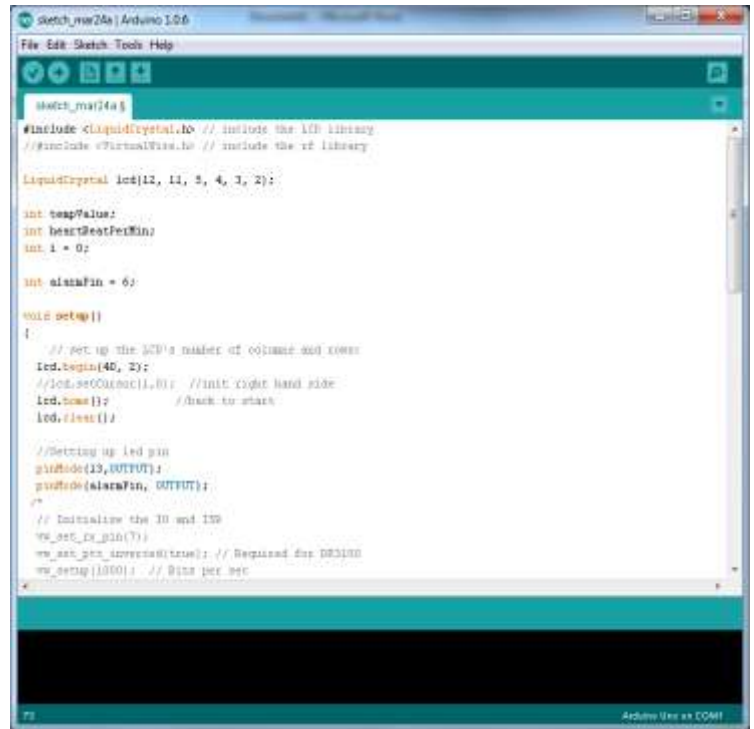 sketch_mar24a | Arduino 1.0.6
File Edit Sketch Tools Help
sketch_mar24a §
#include <LiquidCrystal.h> // include the LCD library
//#include <VirtualWire.h> // include the rf library
LiquidCrystal lcd(12, 11, 5, 4, 3, 2);
int tempValue;
int heartBeatPerMin;
int i = 0;
int alarmPin = 6;
void setup()
{
// set up the LCD's number of columns and rows:
lcd.begin(40, 2);
//lcd.setCursor(1,0); //init right hand side
lcd.home(); //back to start
lcd.clear();
//Setting up led pin
pinMode(13,OUTPUT);
pinMode(alarmPin, OUTPUT);
/*
// Initialise the IO and ISR
vw_set_rx_pin(7);
vw_set_ptt_inverted(true); // Required for DR3100
vw_setup(1000); // Bits per sec
Arduino Uno on COM1